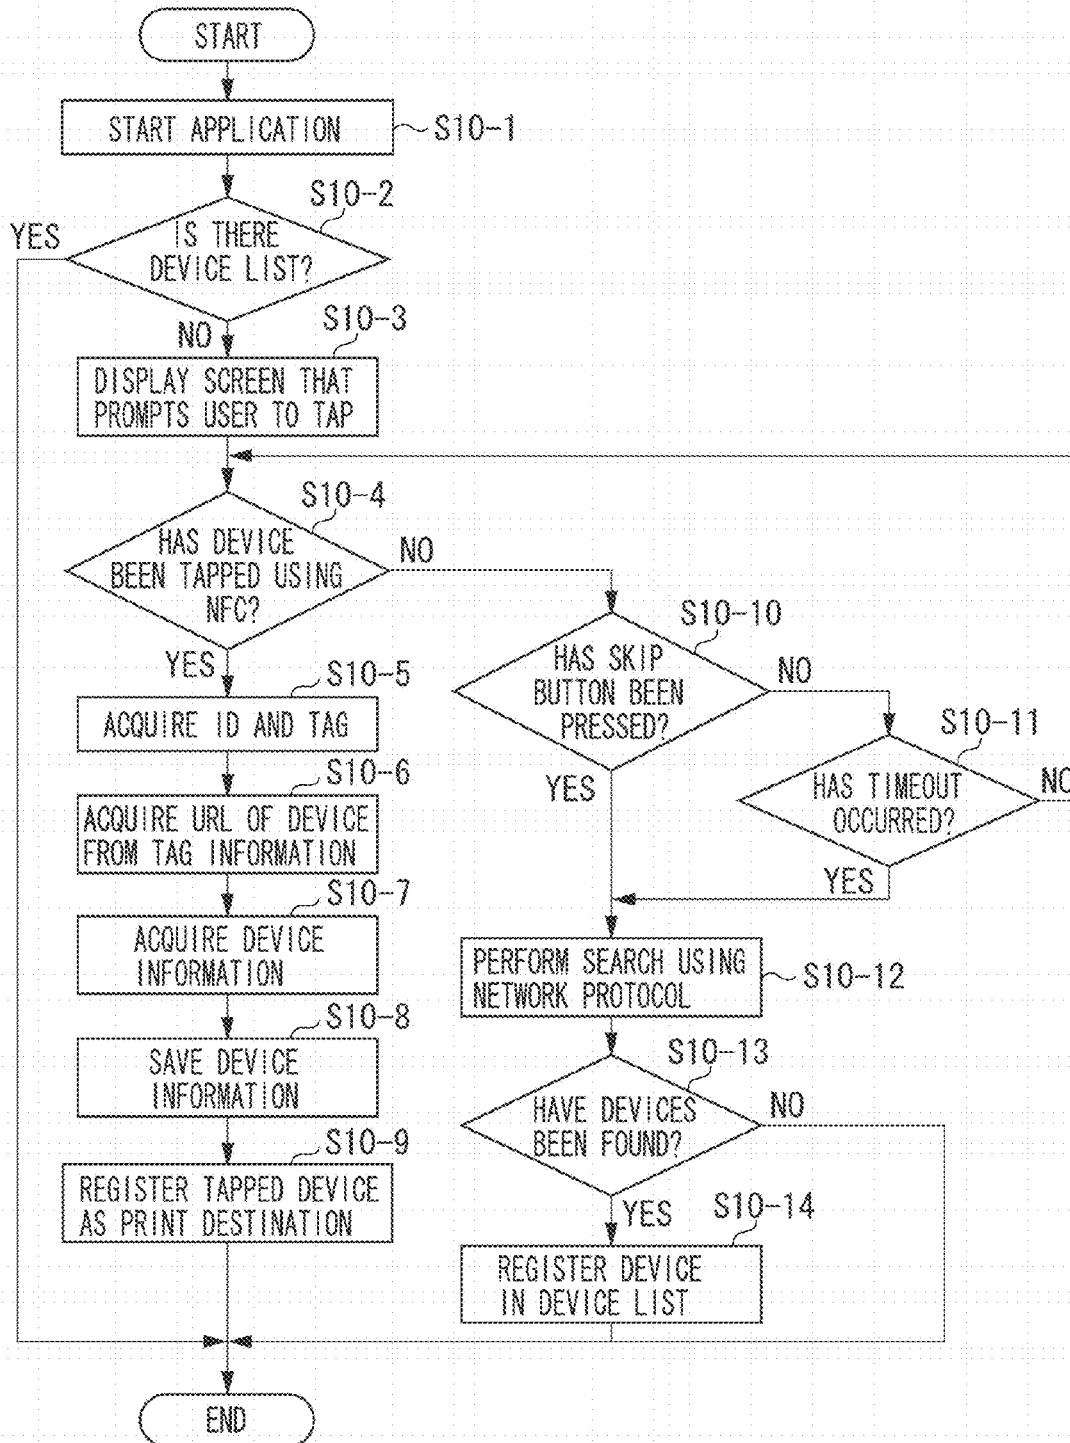 START
START APPLICATION
S10-1
S10-2
YES
IS THERE
DEVICE LIST?
NO
S10-3
DISPLAY SCREEN THAT
PROMPTS USER TO TAP
S10-4
HAS DEVICE
BEEN TAPPED USING
NFC?
NO
YES
S10-5
ACQUIRE ID AND TAG
S10-6
ACQUIRE URL OF DEVICE
FROM TAG INFORMATION
S10-7
ACQUIRE DEVICE
INFORMATION
S10-8
SAVE DEVICE
INFORMATION
S10-9
REGISTER TAPPED DEVICE
AS PRINT DESTINATION
S10-10
HAS SKIP
BUTTON BEEN
PRESSED?
NO
YES
S10-11
HAS TIMEOUT
OCCURRED?
NO
YES
PERFORM SEARCH USING
NETWORK PROTOCOL
S10-12
S10-13
HAVE DEVICES
BEEN FOUND?
NO
YES
S10-14
REGISTER DEVICE
IN DEVICE LIST
END